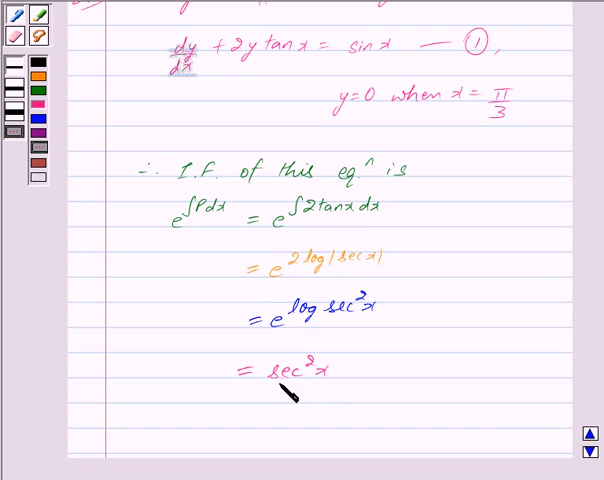 dy/dx + 2y tan x = sin x — ①,
y=0 when x = π/3
∴ I.F. of this eqⁿ is
e^∫Pdx = e^∫2tanx dx
= e^2 log|sec x|
= e^log sec²x
= sec²x